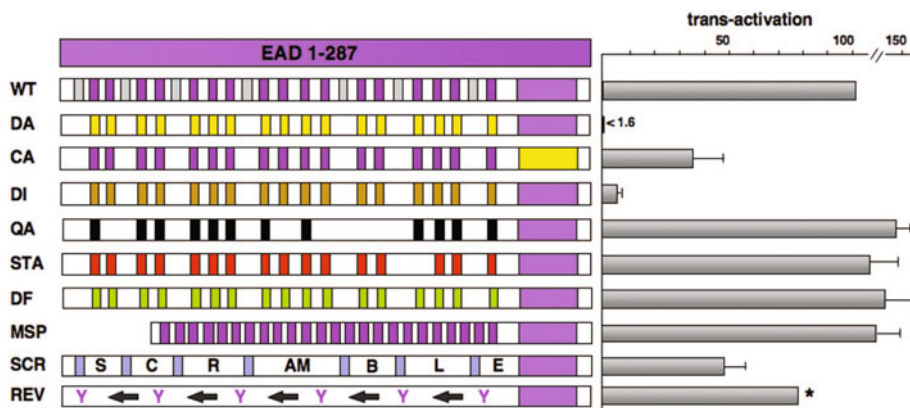 trans-activation
50 100 150
EAD 1-287
WT
DA < 1.6
CA
DI
QA
STA
DF
MSP
SCR S C R AM B L E
REV Y Y Y Y Y Y *